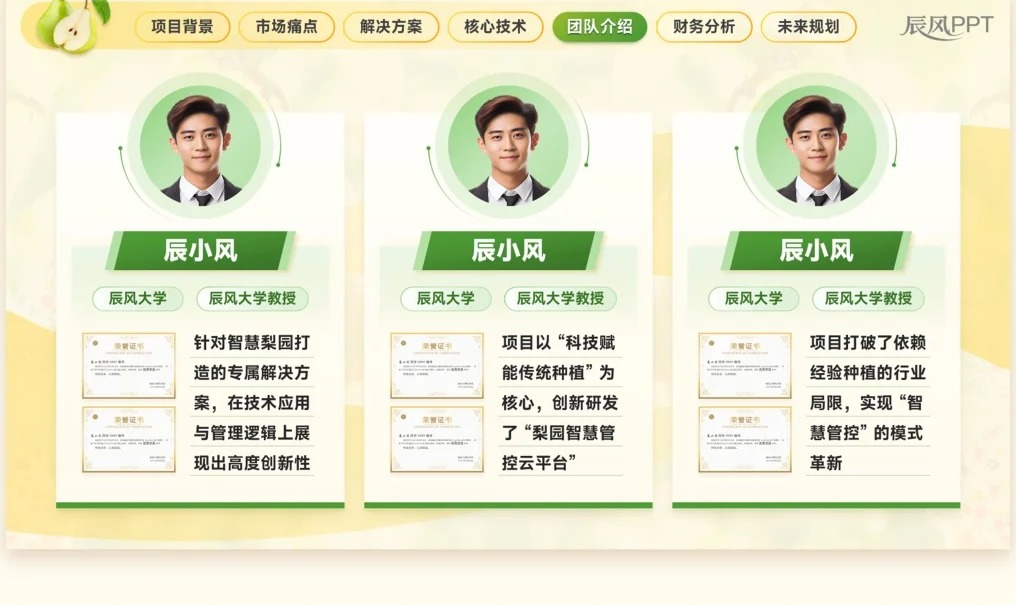 项目背景
市场痛点
解决方案
核心技术
团队介绍
财务分析
未来规划
辰风PPT
辰小风
辰风大学
辰风大学教授
荣誉证书
荣誉证书
针对智慧梨园打
造的专属解决方
案，在技术应用
与管理逻辑上展
现出高度创新性
辰小风
辰风大学
辰风大学教授
荣誉证书
荣誉证书
项目以“科技赋
能传统种植”为
核心，创新研发
了“梨园智慧管
控云平台”
辰小风
辰风大学
辰风大学教授
荣誉证书
荣誉证书
项目打破了依赖
经验种植的行业
局限，实现“智
慧管控”的模式
革新